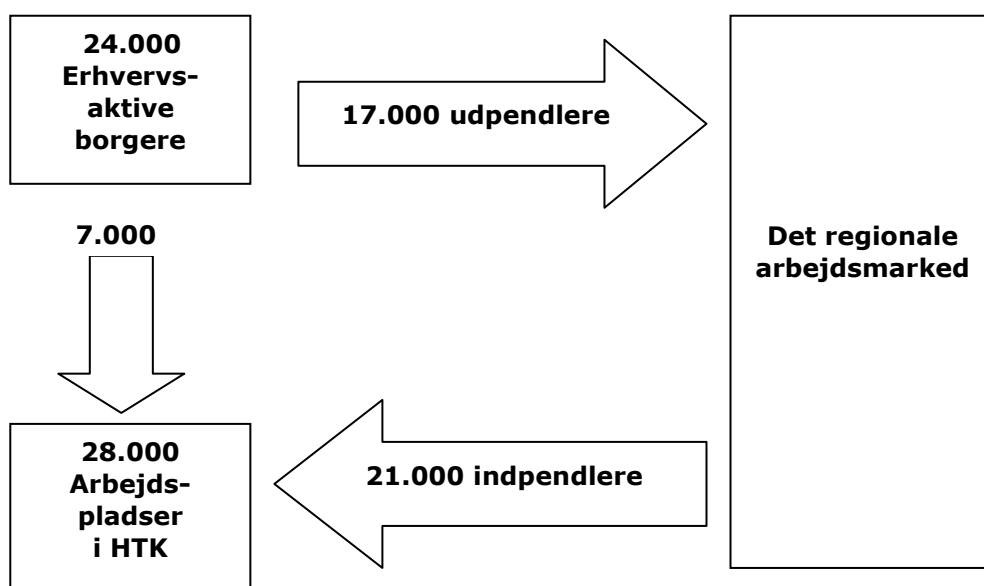 24.000
Erhvervs-
aktive
borgere
17.000 udpendlere
7.000
Det regionale
arbejdsmarked
28.000
Arbejds-
pladser
i HTK
21.000 indpendlere